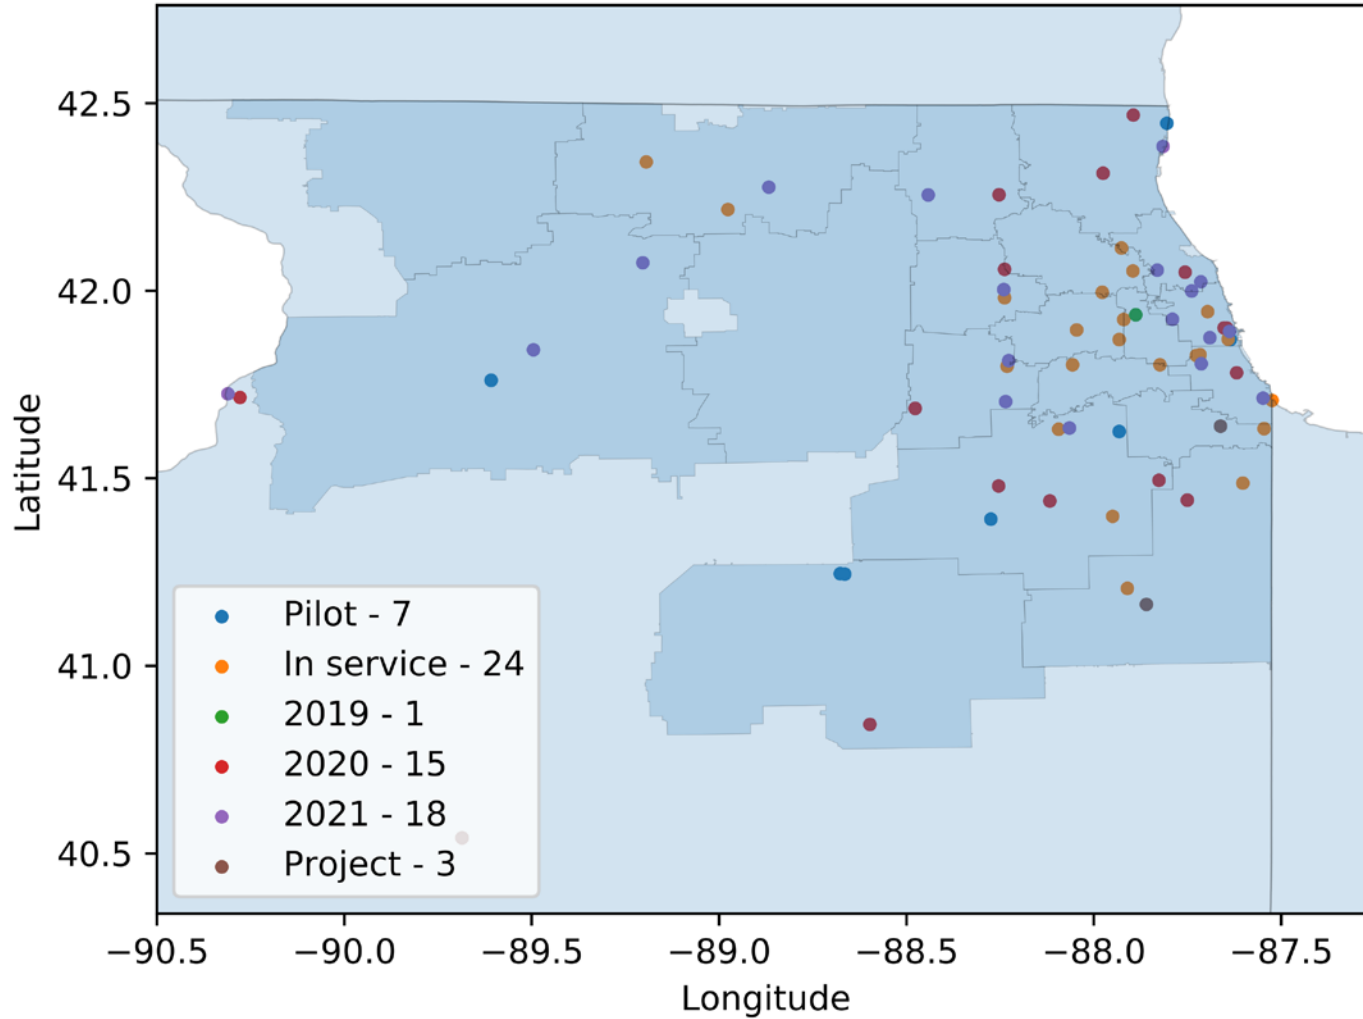 42.5
42.0
41.5
41.0
40.5
Latitude
Pilot - 7
In service - 24
2019 - 1
2020 - 15
2021 - 18
Project - 3
−90.5 −90.0 −89.5 −89.0 −88.5 −88.0 −87.5
Longitude